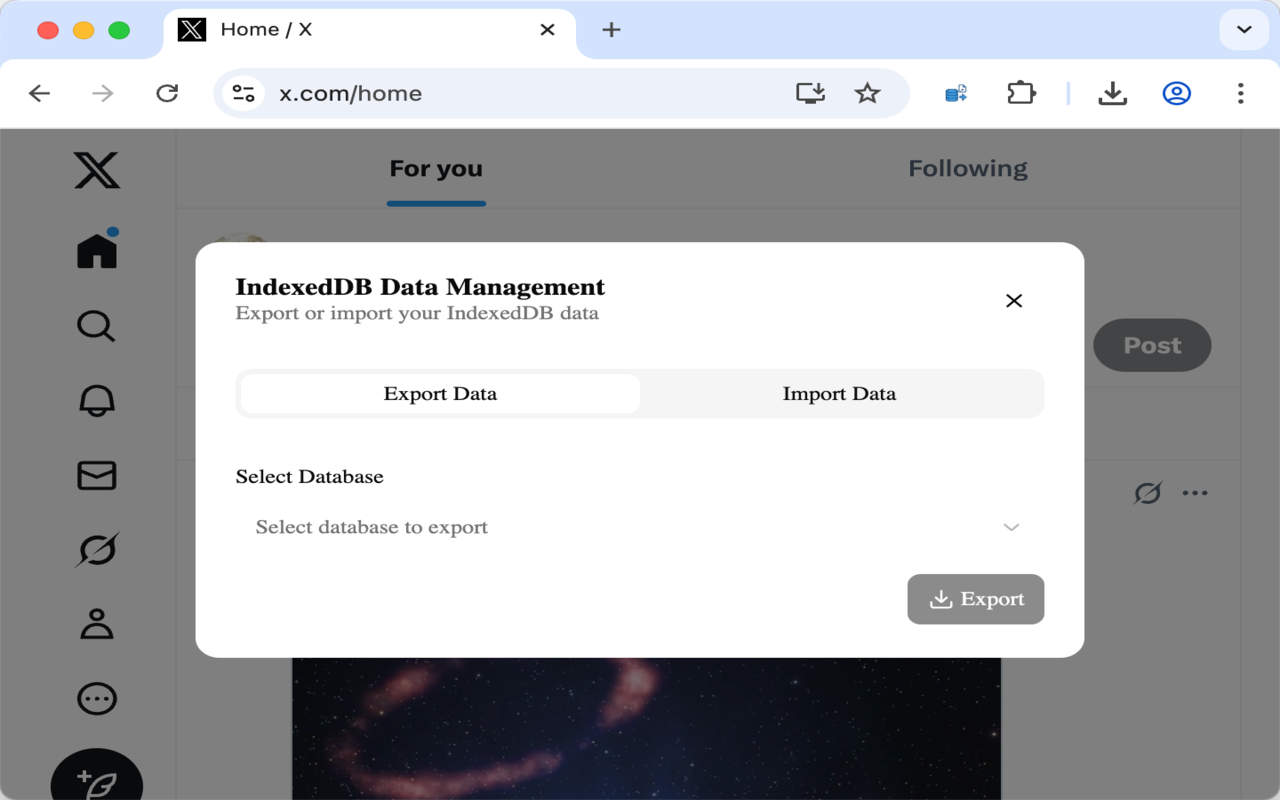 Home / X
x.com/home
For you
Following
IndexedDB Data Management
Export or import your IndexedDB data
Post
Export Data
Import Data
Select Database
Select database to export
Export